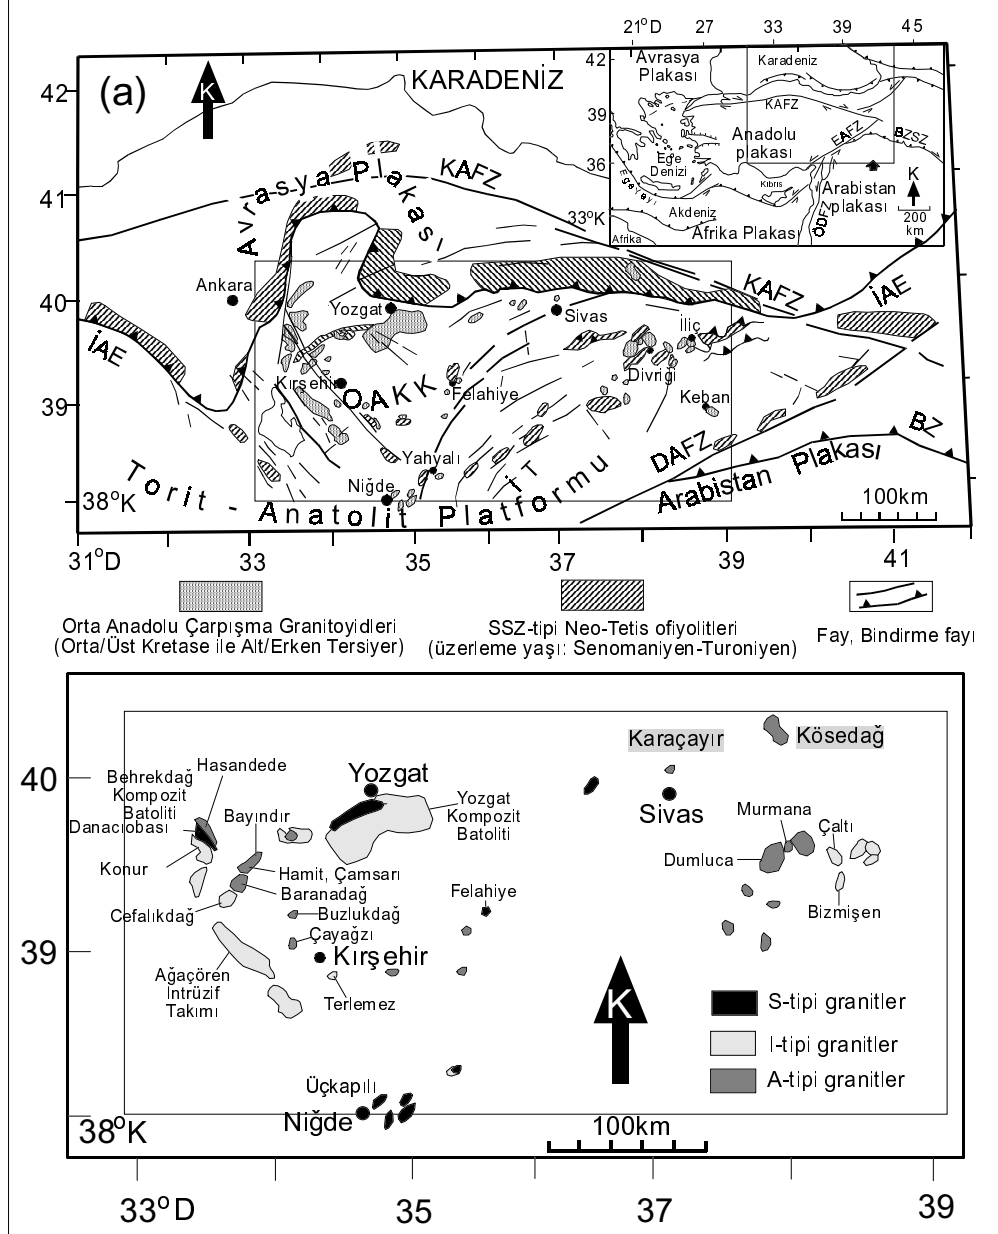 21°D 27 33 39 45
42
39
36
33°K
Avrasya
Plakası
Karadeniz
KAFZ
Anadolu
plakası
EAFZ
BZSZ
Ege
Denizi
Ege Yayı
Kıbrıs
Akdeniz
Arabistan
plakası
ÖDFZ
Afrika Plakası
Afrika
K
200
km
(a)
K
KARADENİZ
42
41
40
39
38°K
Avrasya Plakası
KAFZ
KAFZ
İAE
İAE
Ankara
Yozgat
Sivas
İliç
Divriği
Kırşehir
OAKK
Felahiye
Keban
Yahyalı
Niğde
DAFZ
BZ
Arabistan Plakası
İT
Torit - Anatolit Platformu
100km
31°D 33 35 37 39 41
Orta Anadolu Çarpışma Granitoyidleri
(Orta/Üst Kretase ile Alt/Erken Tersiyer)
SSZ-tipi Neo-Tetis ofiyolitleri
(üzerleme yaşı: Senomaniyen-Turoniyen)
Fay, Bindirme fayı
40
39
38°K
Karaçayır
Kösedağ
Hasandede
Behrekdağ
Kompozit
Batoliti
Danacıobası
Bayındır
Konur
Yozgat
Yozgat
Kompozit
Batoliti
Sivas
Murmana
Çaltı
Dumluca
Bizmişen
Hamit, Çamsarı
Baranadağ
Cefalıkdağ
Buzlukdağ
Çayağzı
Kırşehir
Felahiye
Ağaçören
İntrüzif
Takımı
Terlemez
Üçkapılı
Niğde
K
S-tipi granitler
I-tipi granitler
A-tipi granitler
100km
33°D 35 37 39